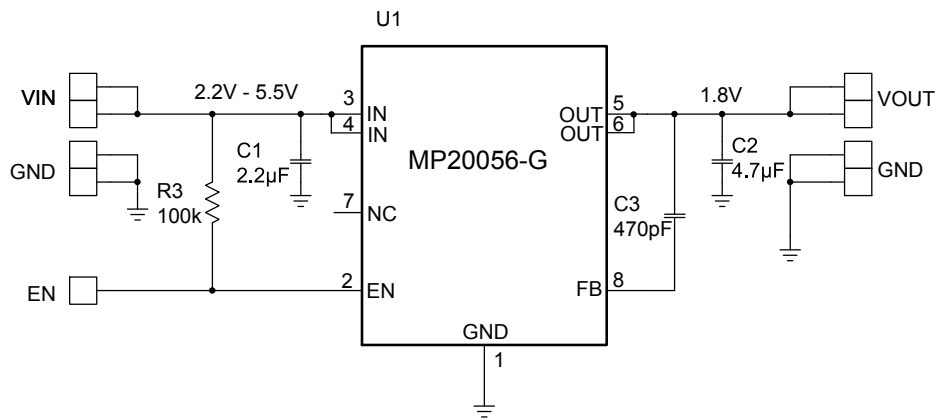 U1
VIN
2.2V - 5.5V
3
IN
4
IN
OUT
5
OUT
6
1.8V
VOUT
GND
C1
2.2µF
MP20056-G
C2
4.7µF
GND
R3
100k
7
NC
C3
470pF
EN
2
EN
FB
8
GND
1